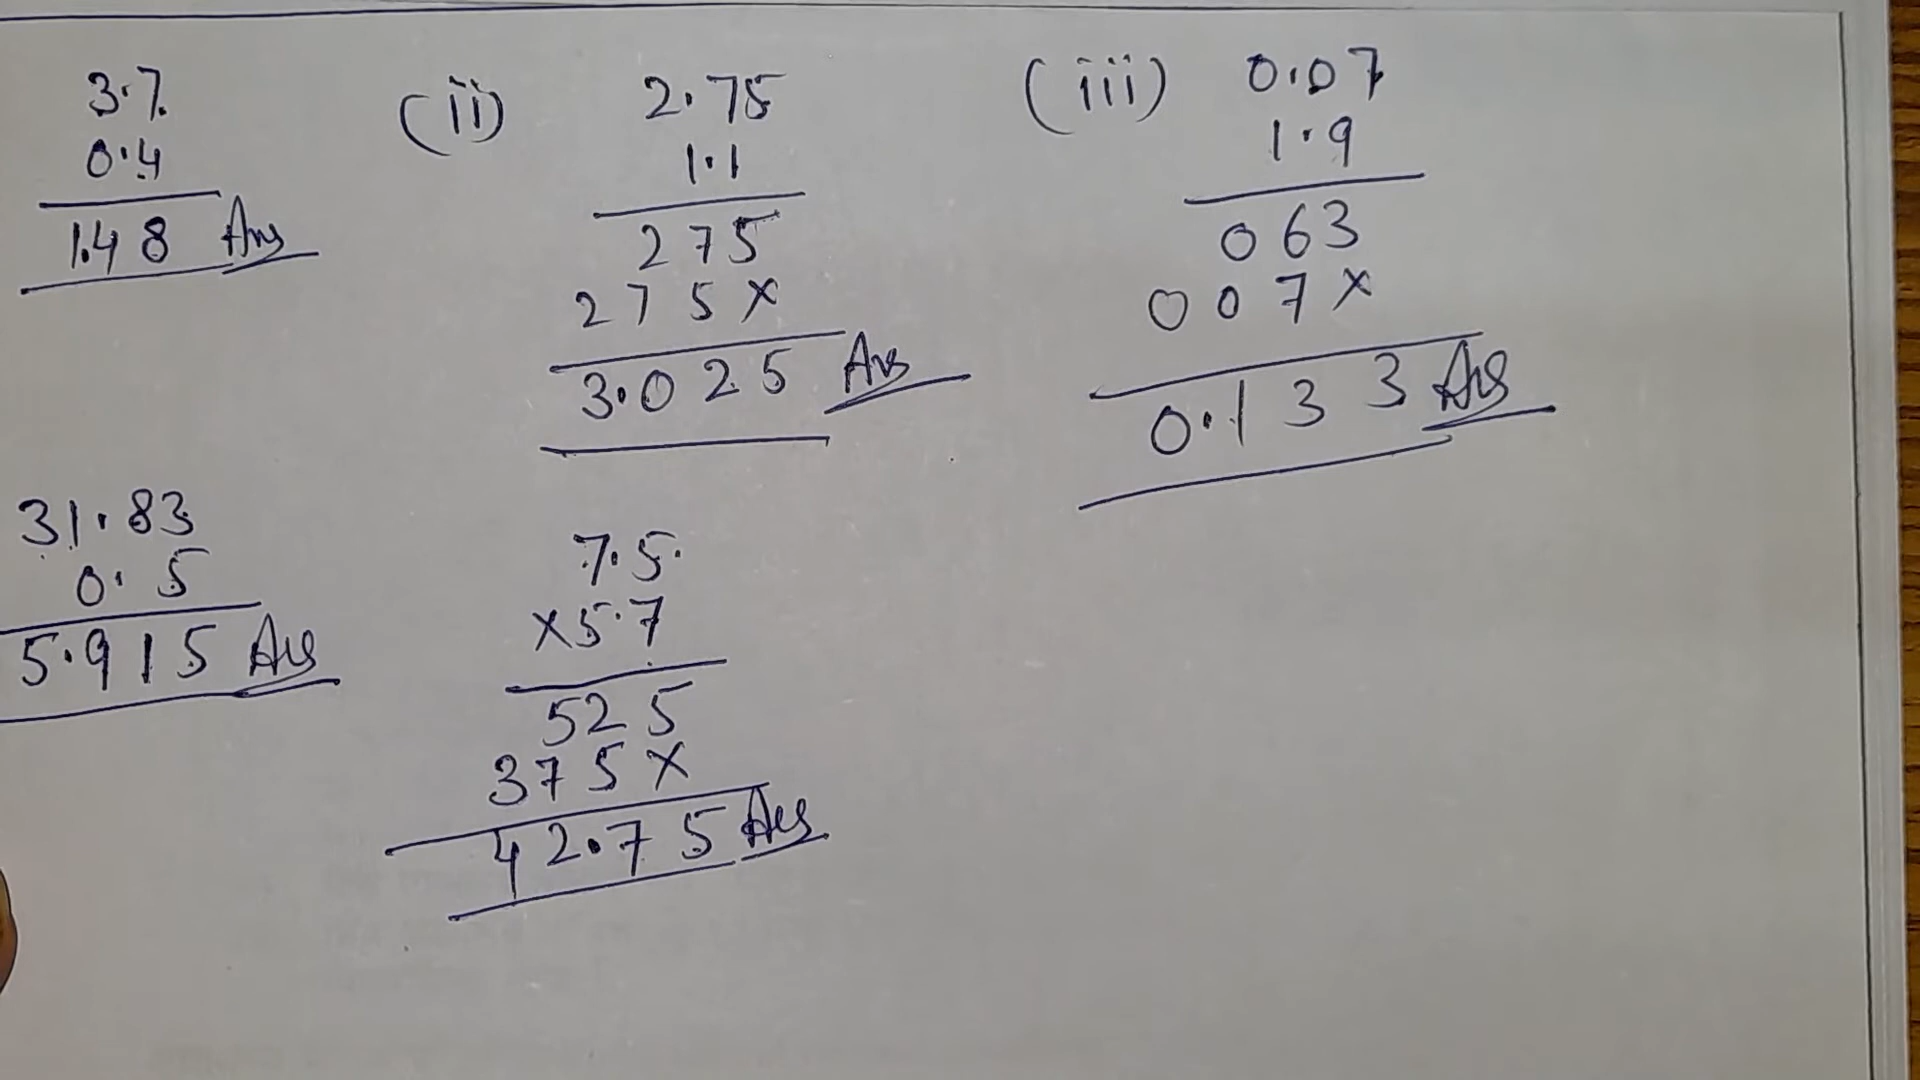 3.7
0.4
1.48 Ans
(ii) 2.75
1.1
275
275×
3.025 Ans
(iii) 0.07
1.9
063
007×
0.133 Ans
31.83
0.5
5.915 Ans
7.5
×5.7
525
375×
42.75 Ans